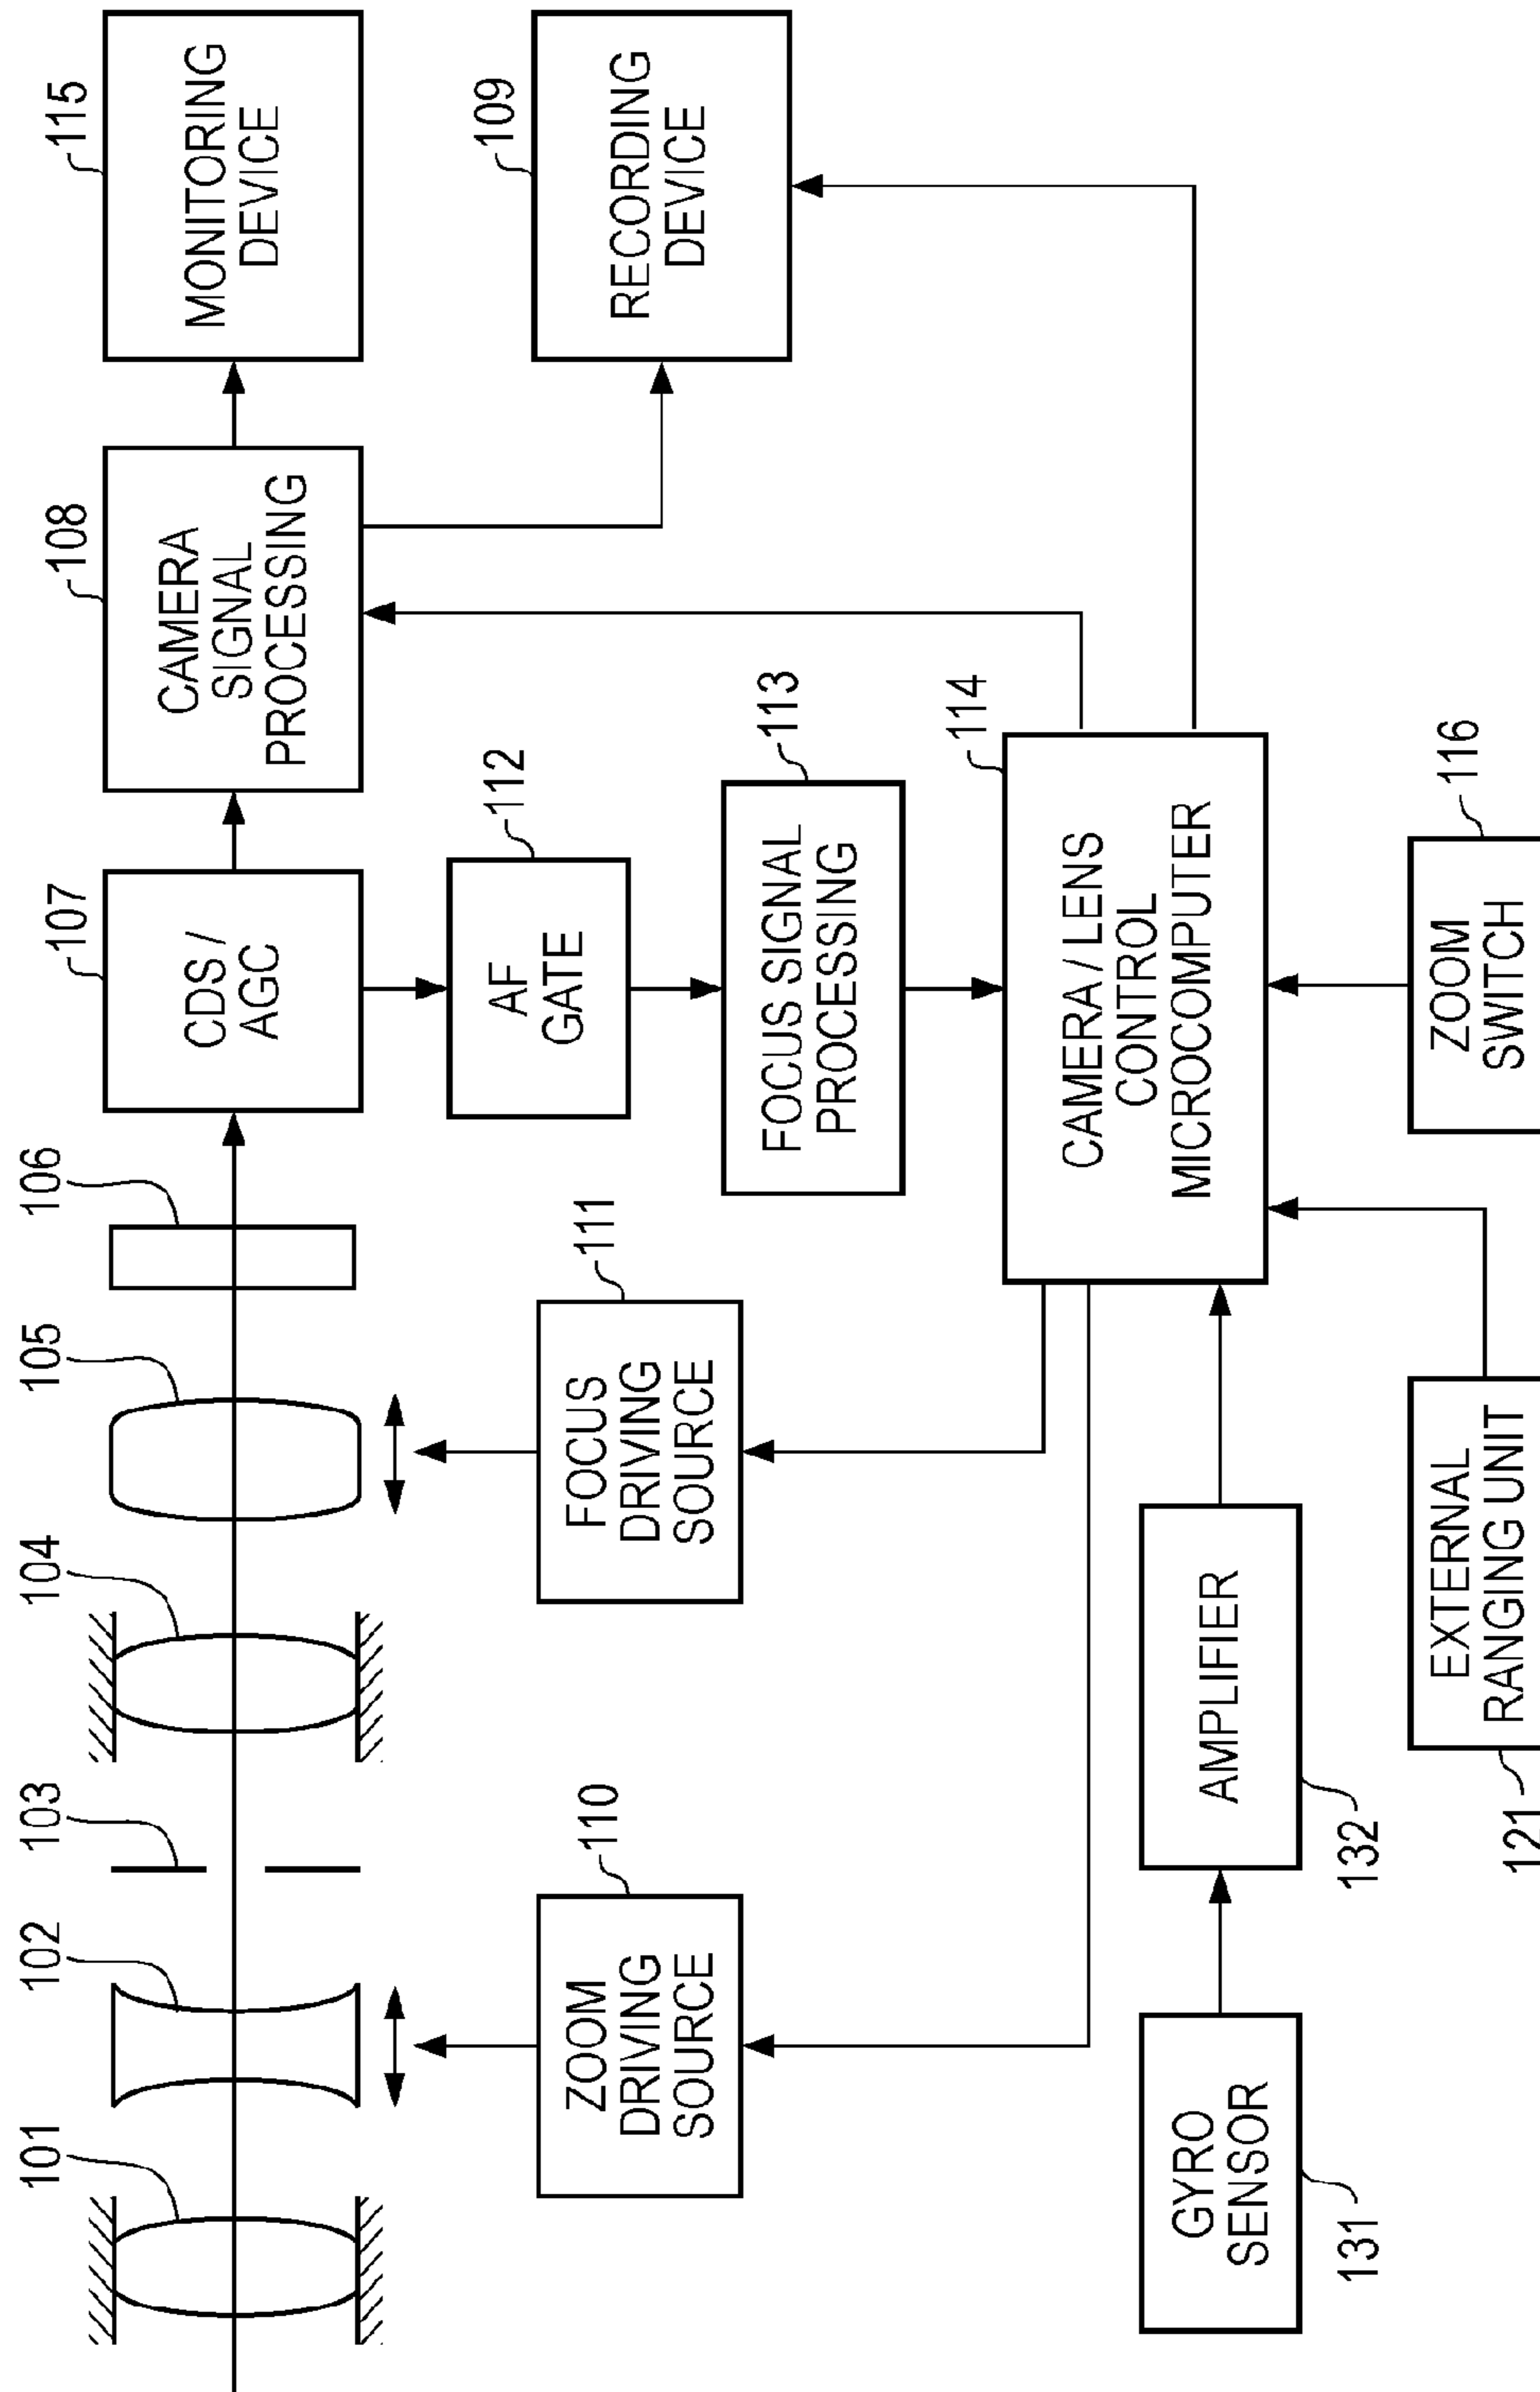 101
102
103
104
105
106
107
CDS /
AGC
108
CAMERA
SIGNAL
PROCESSING
115
MONITORING
DEVICE
109
RECORDING
DEVICE
110
ZOOM
DRIVING
SOURCE
111
FOCUS
DRIVING
SOURCE
112
AF
GATE
113
FOCUS SIGNAL
PROCESSING
114
CAMERA / LENS
CONTROL
MICROCOMPUTER
GYRO
SENSOR
131
AMPLIFIER
132
EXTERNAL
RANGING UNIT
121
116
ZOOM
SWITCH